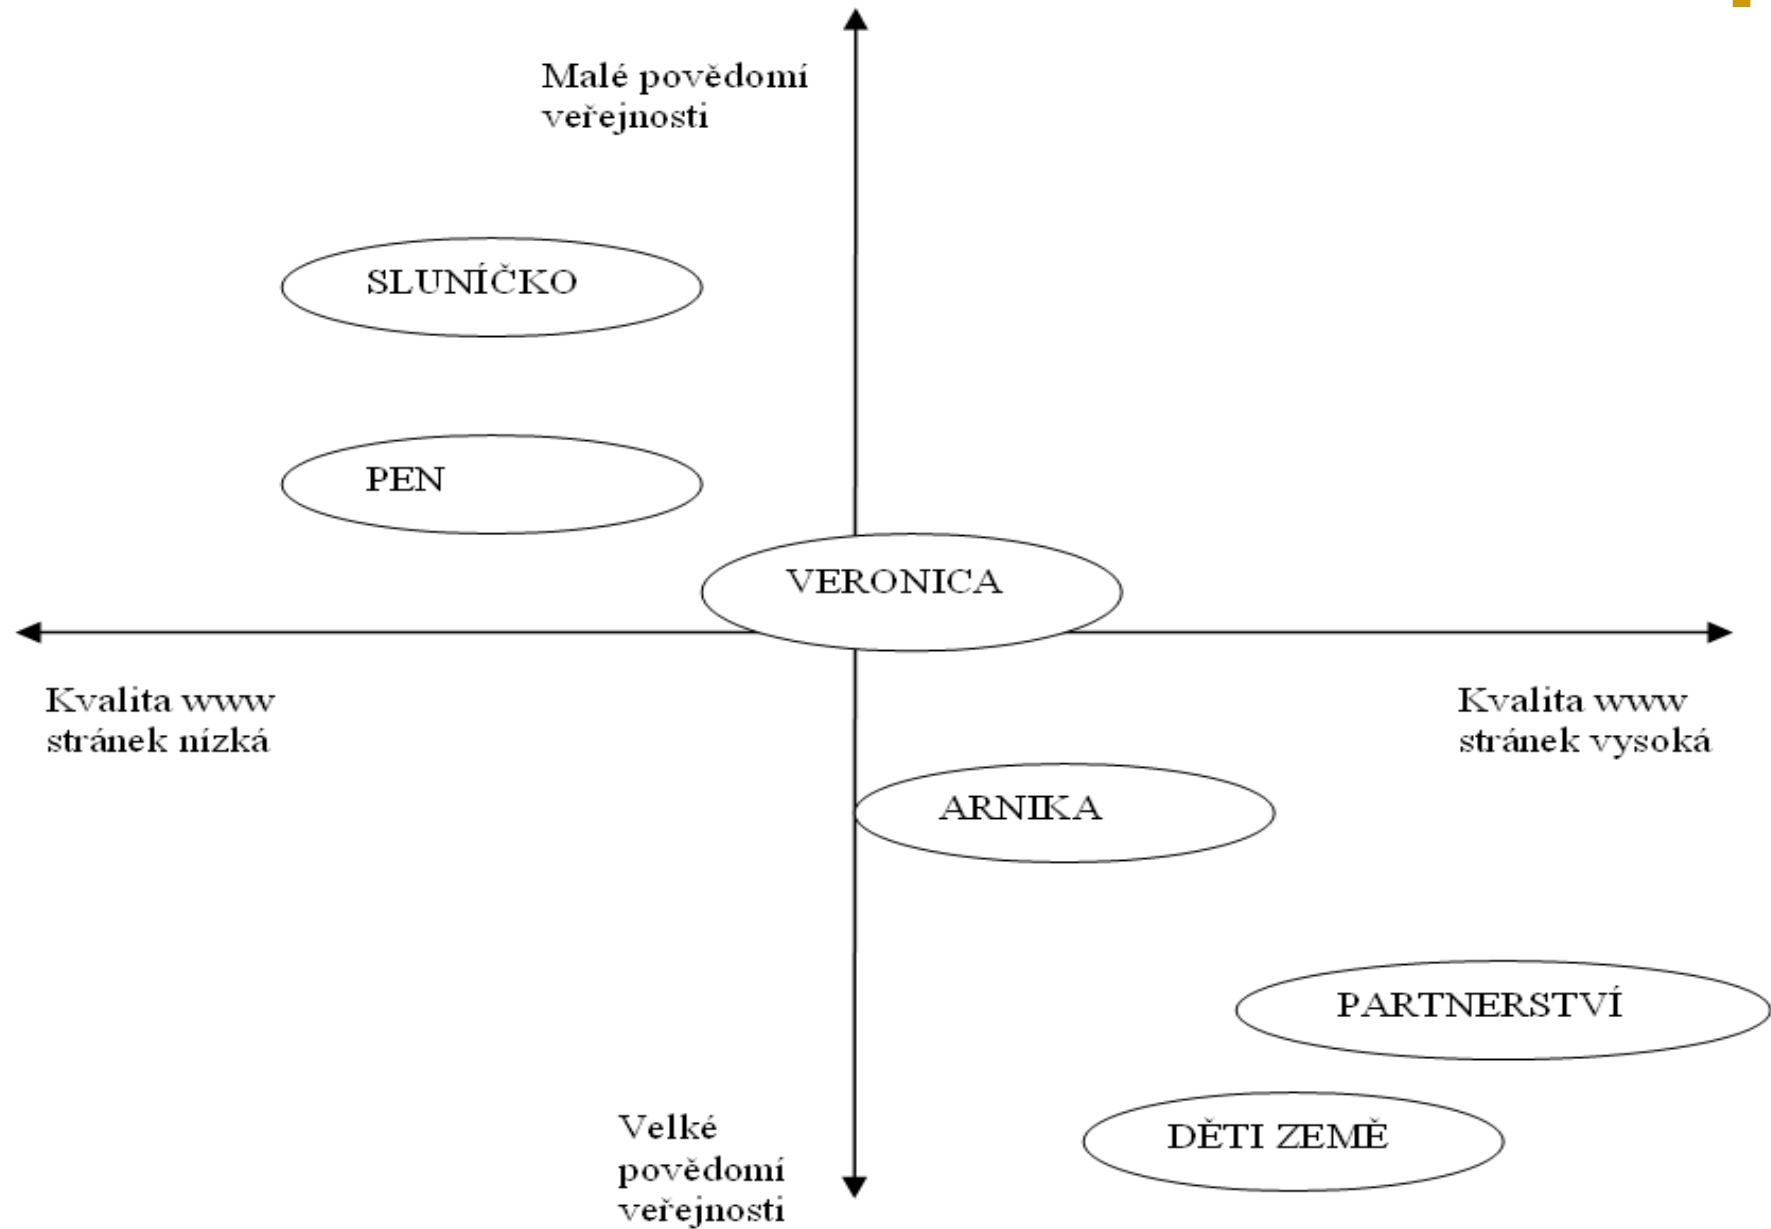 Malé povědomí
veřejnosti
SLUNÍČKO
PEN
VERONICA
Kvalita www
stránek nízká
Kvalita www
stránek vysoká
ARNIKA
PARTNERSTVÍ
DĚTI ZEMĚ
Velké
povědomí
veřejnosti